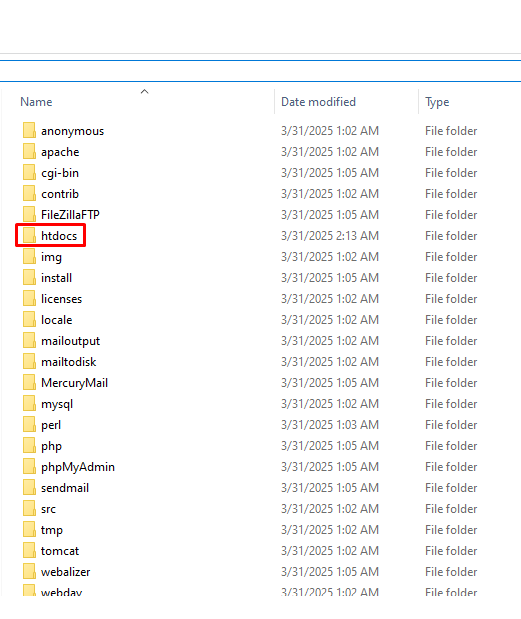 Name Date modified Type
anonymous 3/31/2025 1:02 AM File folder
apache 3/31/2025 1:02 AM File folder
cgi-bin 3/31/2025 1:05 AM File folder
contrib 3/31/2025 1:02 AM File folder
FileZillaFTP 3/31/2025 1:05 AM File folder
htdocs 3/31/2025 2:13 AM File folder
img 3/31/2025 1:02 AM File folder
install 3/31/2025 1:05 AM File folder
licenses 3/31/2025 1:02 AM File folder
locale 3/31/2025 1:02 AM File folder
mailoutput 3/31/2025 1:02 AM File folder
mailtodisk 3/31/2025 1:02 AM File folder
MercuryMail 3/31/2025 1:05 AM File folder
mysql 3/31/2025 1:02 AM File folder
perl 3/31/2025 1:03 AM File folder
php 3/31/2025 1:05 AM File folder
phpMyAdmin 3/31/2025 1:05 AM File folder
sendmail 3/31/2025 1:05 AM File folder
src 3/31/2025 1:02 AM File folder
tmp 3/31/2025 1:02 AM File folder
tomcat 3/31/2025 1:02 AM File folder
webalizer 3/31/2025 1:05 AM File folder
webdav 3/31/2025 1:02 AM File folder